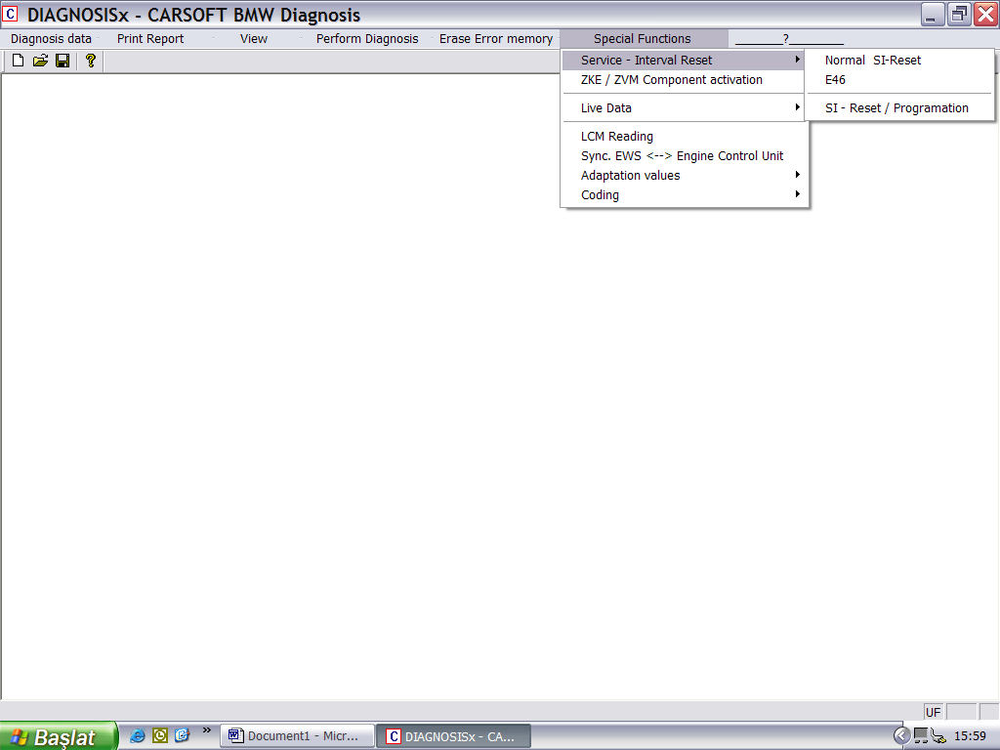 C DIAGNOSISx - CARSOFT BMW Diagnosis
Diagnosis data Print Report View Perform Diagnosis Erase Error memory Special Functions ______?________
Service - Interval Reset
ZKE / ZVM Component activation
Live Data
LCM Reading
Sync. EWS <--> Engine Control Unit
Adaptation values
Coding
Normal SI-Reset
E46
SI - Reset / Programation
UF
Başlat
Document1 - Micr...
C DIAGNOSISx - CA...
15:59